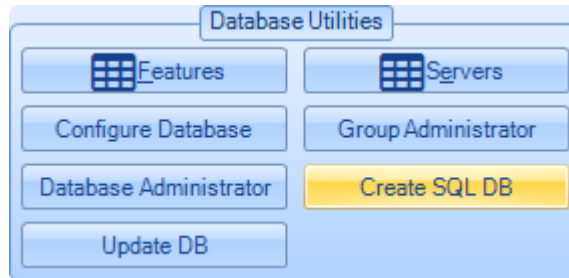 Database Utilities
Features
Servers
Configure Database
Group Administrator
Database Administrator
Create SQL DB
Update DB